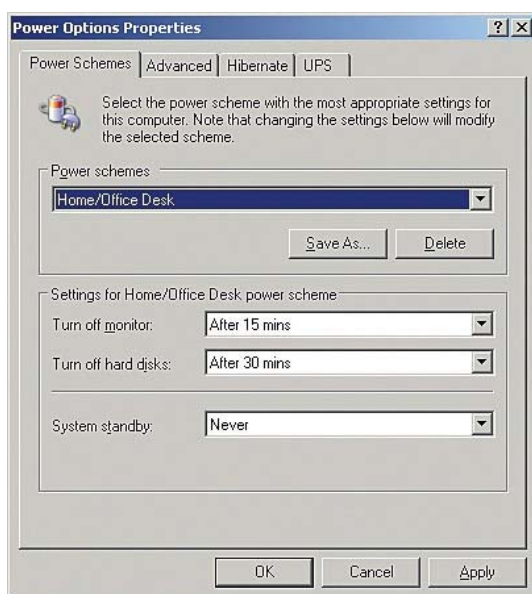 Power Options Properties
Power Schemes Advanced Hibernate UPS
Select the power scheme with the most appropriate settings for
this computer. Note that changing the settings below will modify
the selected scheme.
Power schemes
Home/Office Desk
Save As... Delete
Settings for Home/Office Desk power scheme
Turn off monitor: After 15 mins
Turn off hard disks: After 30 mins
System standby: Never
OK Cancel Apply